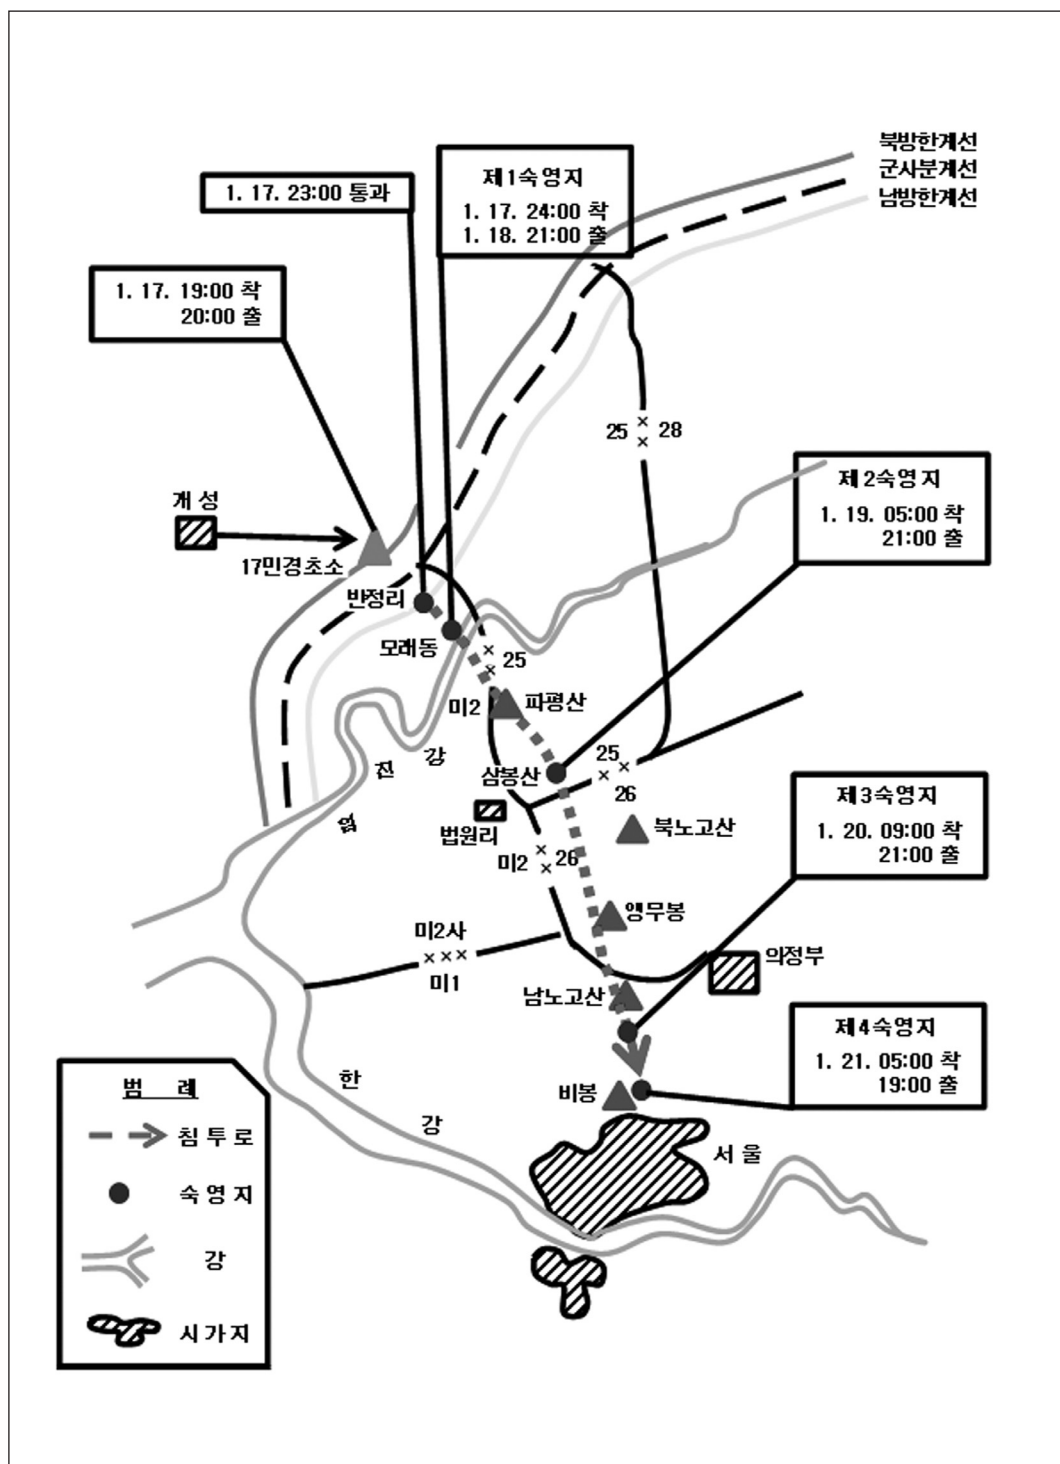 북방한계선
군사분계선
남방한계선
제1숙영지
1. 17. 24:00 착
1. 18. 21:00 출
1. 17. 23:00 통과
1. 17. 19:00 착
20:00 출
25 28
제2숙영지
1. 19. 05:00 착
21:00 출
개성
17민경초소
반정리
모래동
25
미2
파평산
임진강
삼봉산
25
26
법원리
북노고산
제3숙영지
1. 20. 09:00 착
21:00 출
미2 26
앵무봉
미2사
미1
의정부
남노고산
제4숙영지
1. 21. 05:00 착
19:00 출
비봉
한강
서울
범 례
침투로
숙영지
강
시가지